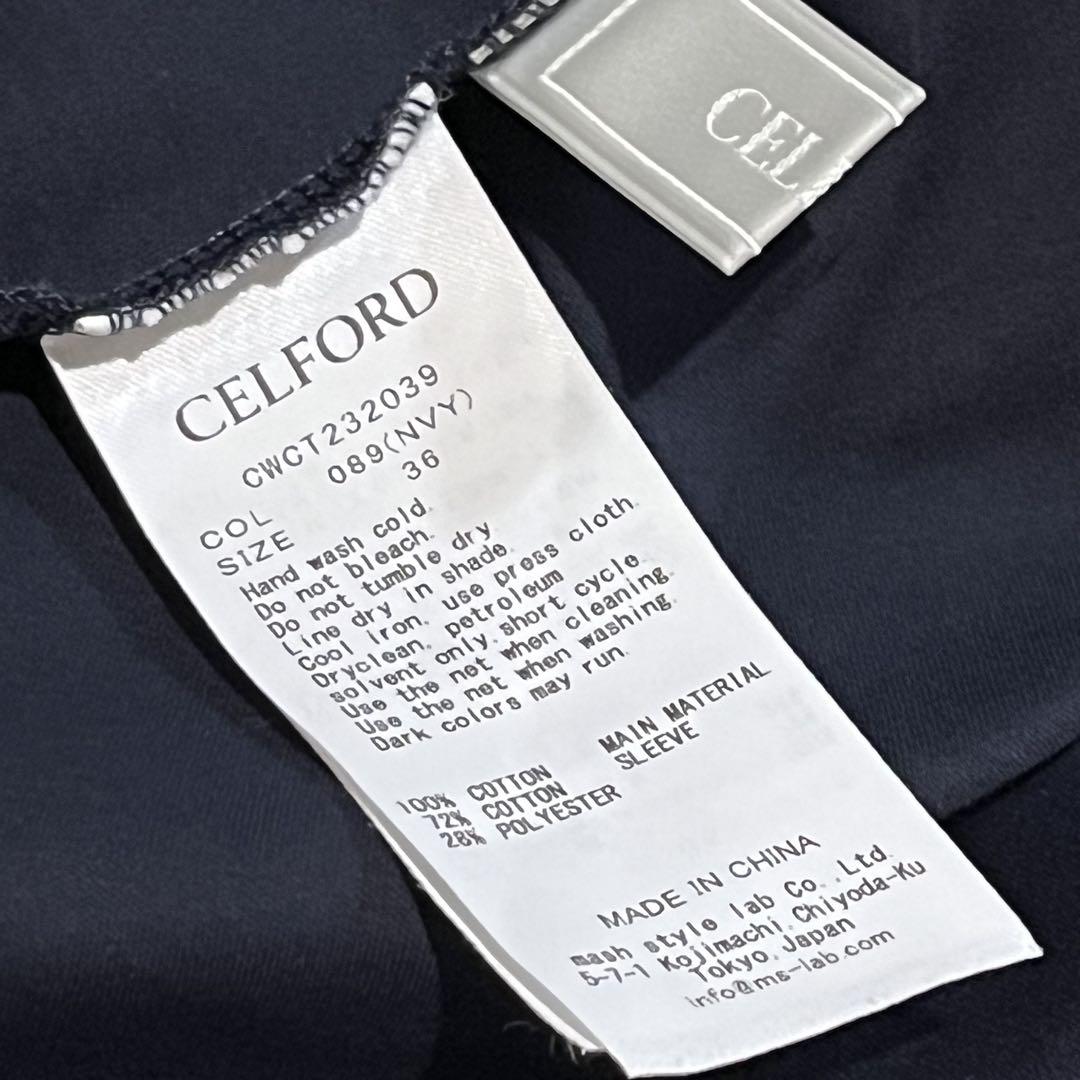 CEL
CELFORD
CWCT232039
COL 089(NVY)
SIZE 36
Hand wash cold.
Do not bleach.
Do not tumble dry
Line dry in shade.
Cool iron, use press cloth.
Dryclean, petroleum
solvent only, short cycle.
Use the net when cleaning.
Use the net when washing.
Dark colors may run.
MAIN MATERIAL
100% COTTON SLEEVE
72% COTTON
28% POLYESTER
MADE IN CHINA
mash style lab Co.,Ltd.
5-7-1 Kojimachi,Chiyoda-Ku
Tokyo,Japan
info@ms-lab.com